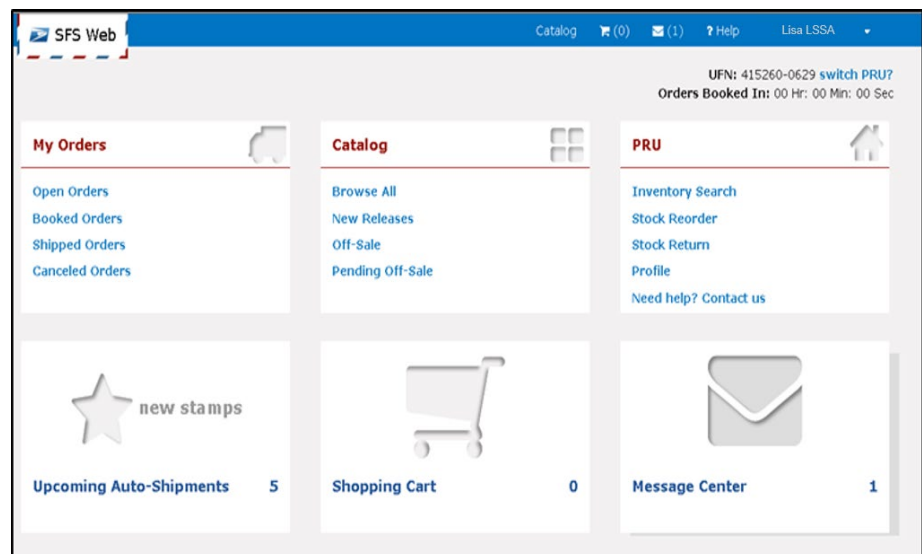 SFS Web
Catalog (0) (1) ? Help Lisa LSSA
UFN: 415260-0629 switch PRU?
Orders Booked In: 00 Hr: 00 Min: 00 Sec
My Orders
Open Orders
Booked Orders
Shipped Orders
Canceled Orders
Catalog
Browse All
New Releases
Off-Sale
Pending Off-Sale
PRU
Inventory Search
Stock Reorder
Stock Return
Profile
Need help? Contact us
new stamps
Upcoming Auto-Shipments 5
Shopping Cart 0
Message Center 1